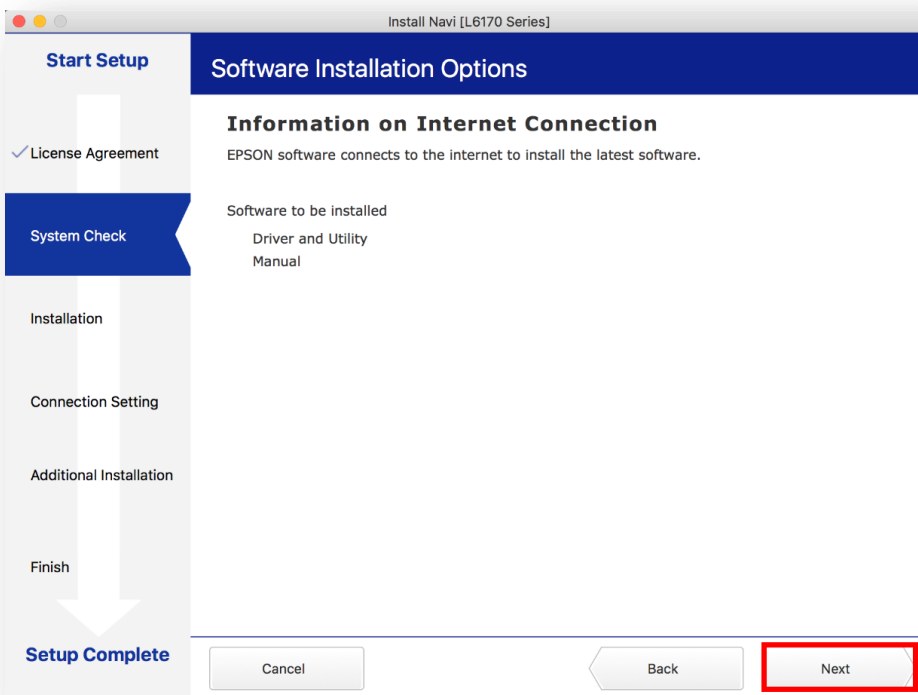 Install Navi [L6170 Series]
Start Setup
Software Installation Options
Information on Internet Connection
EPSON software connects to the internet to install the latest software.
License Agreement
Software to be installed
System Check
Driver and Utility
Manual
Installation
Connection Setting
Additional Installation
Finish
Setup Complete
Cancel
Back
Next